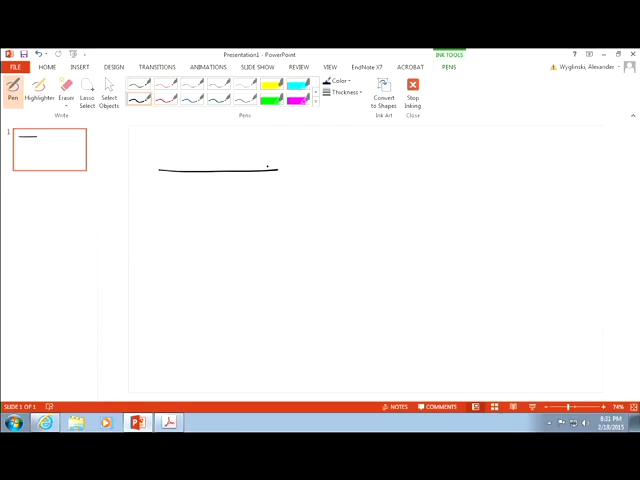 Presentation1 - PowerPoint
INK TOOLS
FILE HOME INSERT DESIGN TRANSITIONS ANIMATIONS SLIDE SHOW REVIEW VIEW EndNote X7 ACROBAT PENS
Wyglinski, Alexander
Pen Highlighter Eraser Lasso Select Select Objects
Color
Thickness
Convert to Shapes
Stop Inking
Write Pens Ink Art Close
1
SLIDE 1 OF 1
NOTES COMMENTS 74%
8:31 PM
2/18/2015